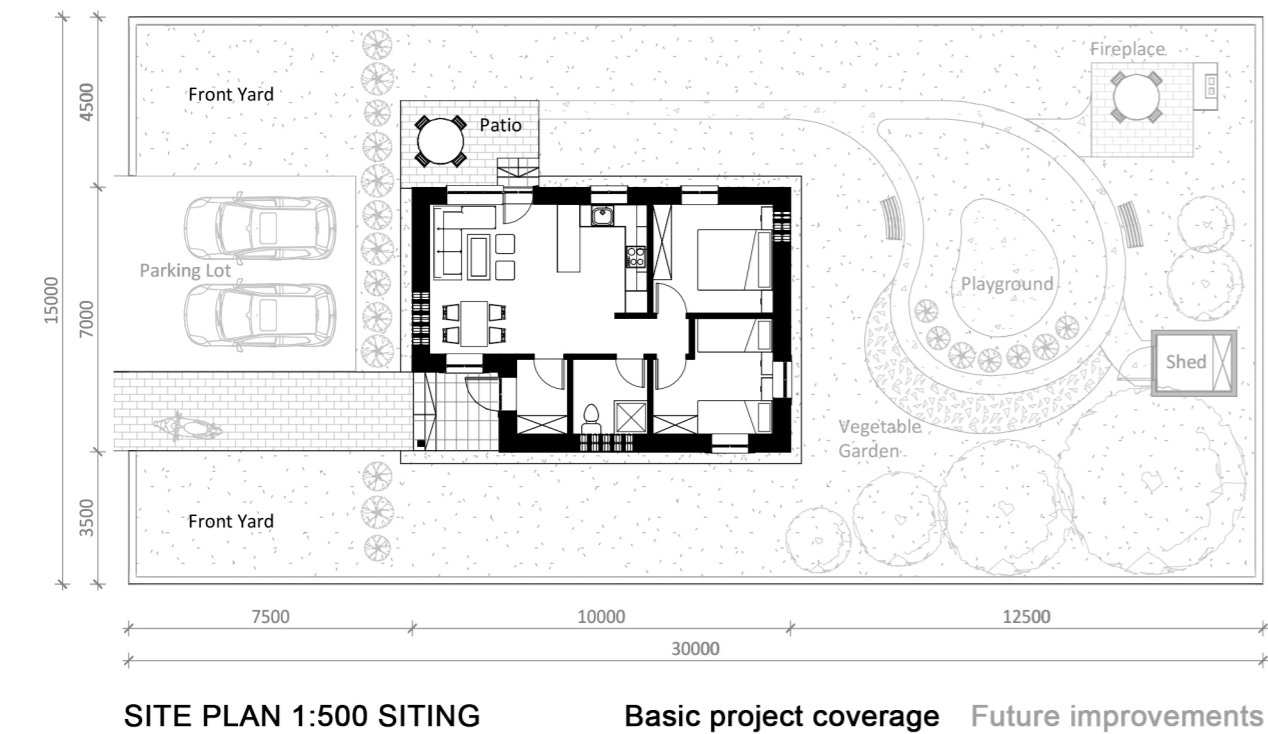 Fireplace
Front Yard
4500
Patio
Parking Lot
Playground
15000
7000
Shed
Vegetable
Garden
3500
Front Yard
7500
10000
12500
30000
SITE PLAN 1:500 SITING
Basic project coverage
Future improvements